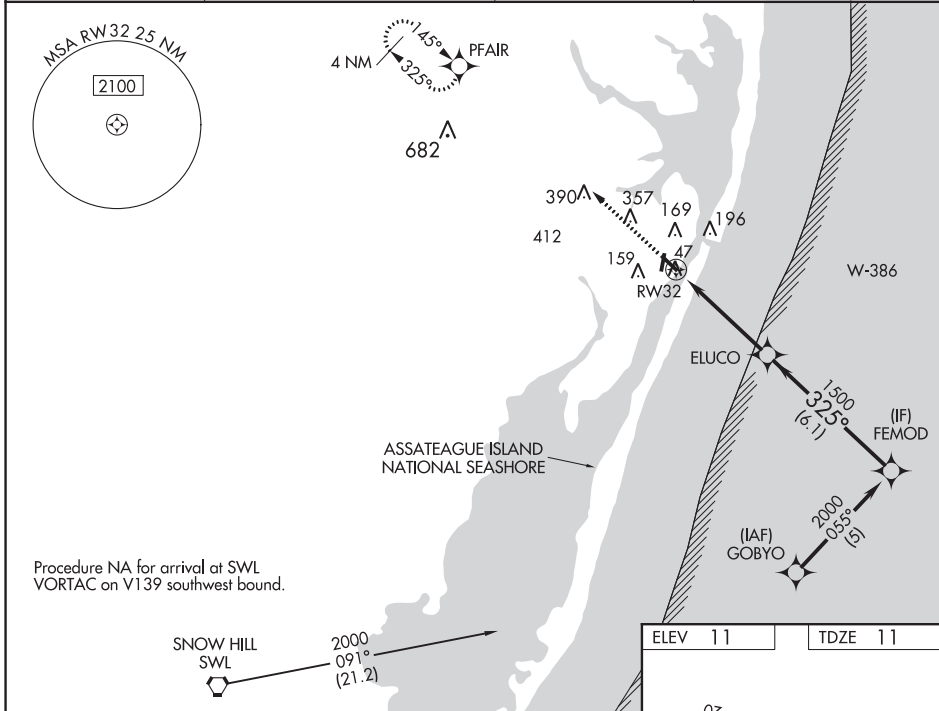 MSA RW32 25 NM
2100
4 NM
145°
325°
PFAIR
682
390
357
169
196
412
159
47
RW32
W-386
ELUCO
1500
325°
(6.1)
(IF)
FEMOD
ASSATEAGUE ISLAND
NATIONAL SEASHORE
2000
055°
(5)
(IAF)
GOBYO
Procedure NA for arrival at SWL
VORTAC on V139 southwest bound.
SNOW HILL
SWL
2000
091°
(21.2)
ELEV 11
TDZE 11